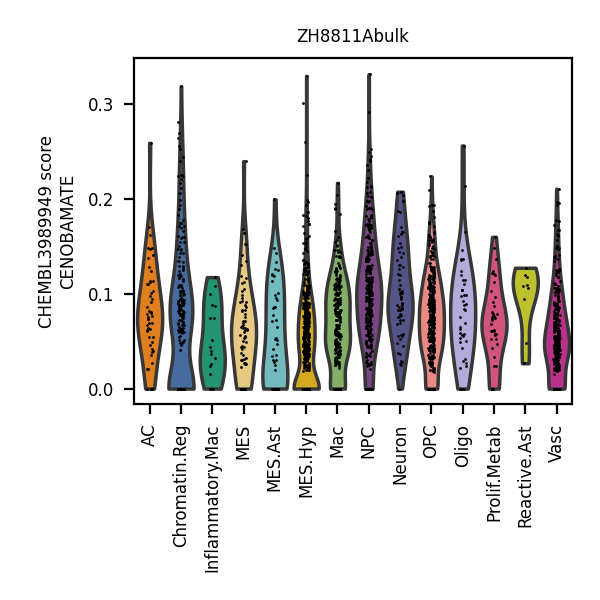 ZH8811Abulk
CHEMBL3989949 score
CENOBAMATE
0.3
0.2
0.1
0.0
AC
Chromatin.Reg
Inflammatory.Mac
MES
MES.Ast
MES.Hyp
Mac
NPC
Neuron
OPC
Oligo
Prolif.Metab
Reactive.Ast
Vasc